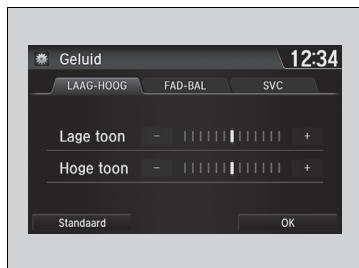 Geluid 12:34
LAAG-HOOG FAD-BAL SVC
Lage toon - +
Hoge toon - +
Standaard OK